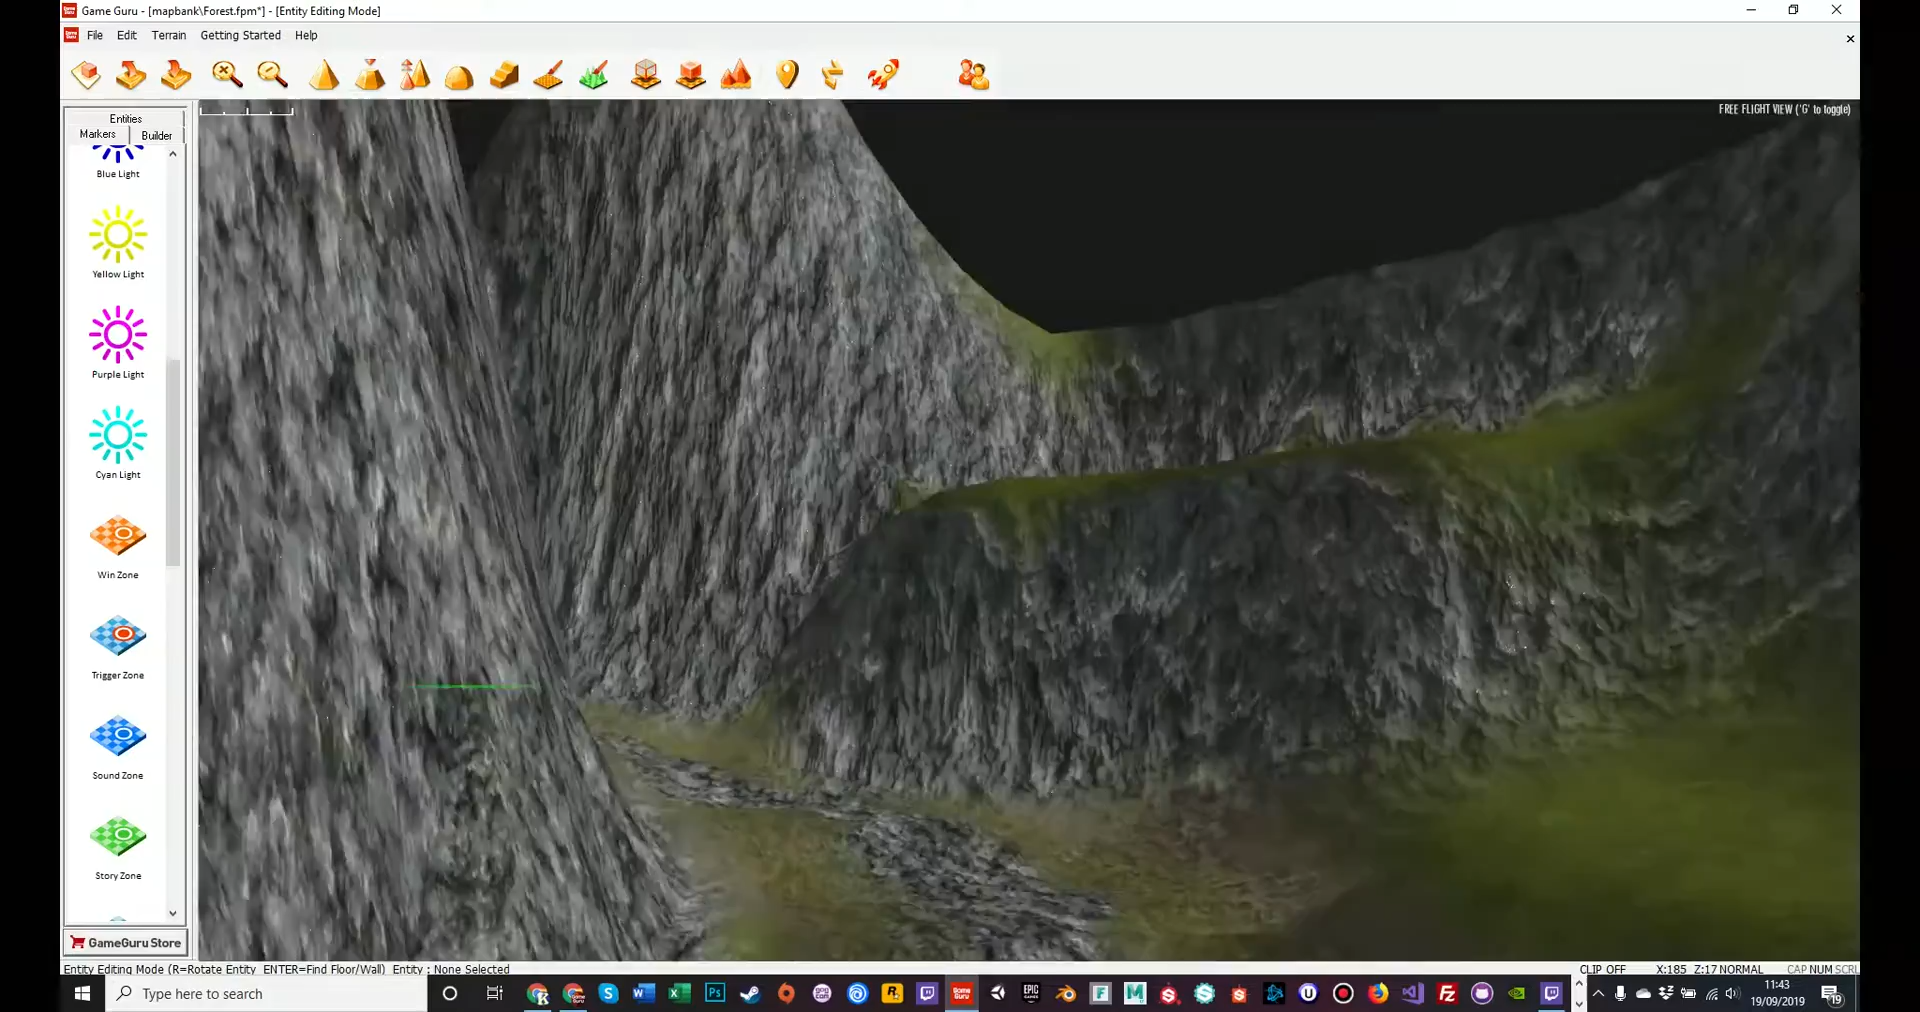 Game Guru - [mapbank\Forest.fpm*] - [Entity Editing Mode]
File Edit Terrain Getting Started Help
FREE FLIGHT VIEW ('G' to toggle)
Entities
Markers Builder
Blue Light
Yellow Light
Purple Light
Cyan Light
Win Zone
Trigger Zone
Sound Zone
Story Zone
GameGuru Store
Entity Editing Mode (R=Rotate Entity ENTER=Find Floor/Wall) Entity : None Selected
CLIP OFF X:185 Z:17 NORMAL CAP NUM SCRL
Type here to search
11:43
19/09/2019
19